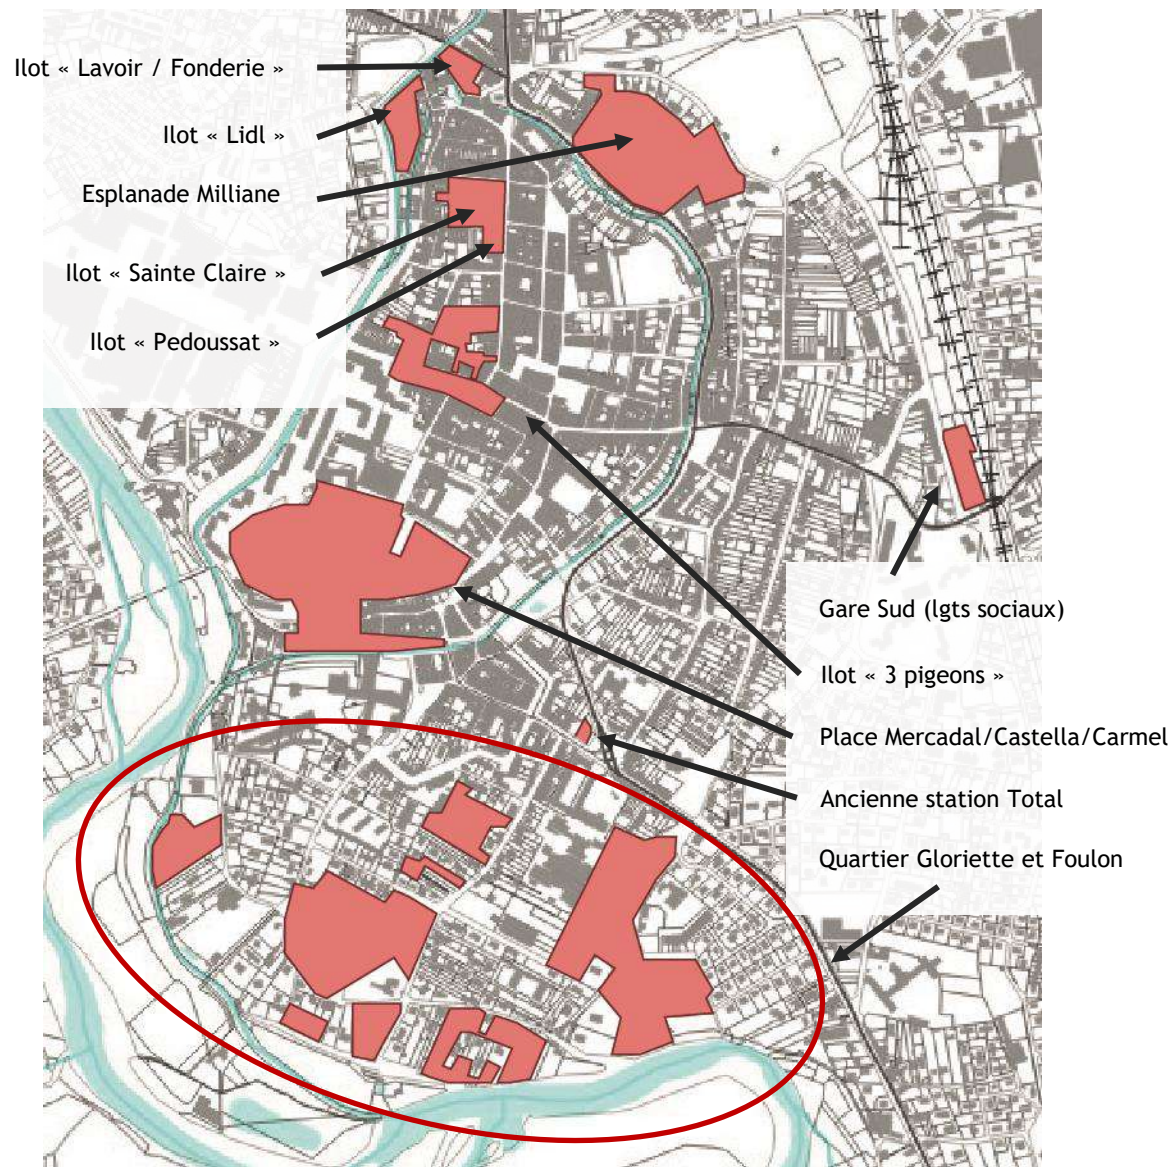 Ilot « Lavoir / Fonderie »
Ilot « Lidl »
Esplanade Milliane
Ilot « Sainte Claire »
Ilot « Pedoussat »
Gare Sud (lgts sociaux)
Ilot « 3 pigeons »
Place Mercadal/Castella/Carmel
Ancienne station Total
Quartier Gloriette et Foulon